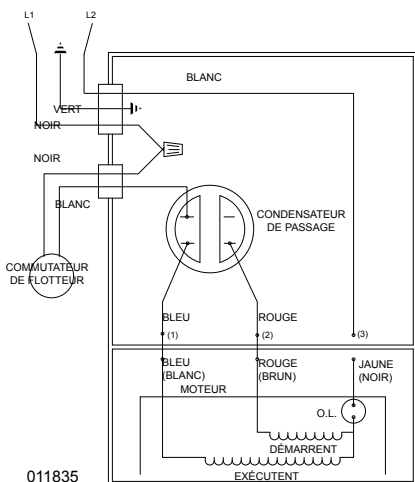 L1
L2
BLANC
VERT
NOIR
NOIR
BLANC
CONDENSATEUR
DE PASSAGE
COMMUTATEUR
DE FLOTTEUR
BLEU
ROUGE
(1)
(2)
(3)
BLEU
(BLANC)
ROUGE
(BRUN)
JAUNE
(NOIR)
MOTEUR
O.L.
DÉMARRENT
EXÉCUTENT
011835